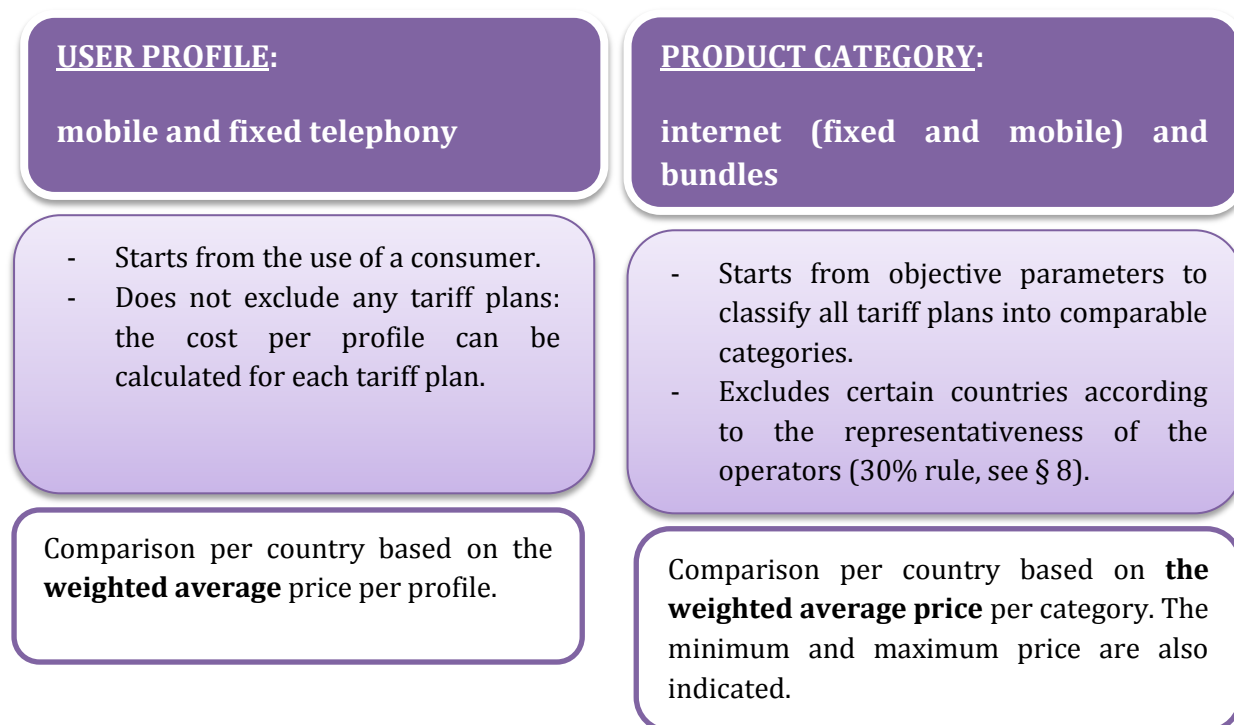 USER PROFILE:
mobile and fixed telephony
- Starts from the use of a consumer.
- Does not exclude any tariff plans:
the cost per profile can be
calculated for each tariff plan.
Comparison per country based on the
weighted average price per profile.
PRODUCT CATEGORY:
internet (fixed and mobile) and
bundles
- Starts from objective parameters to
classify all tariff plans into comparable
categories.
- Excludes certain countries according
to the representativeness of the
operators (30% rule, see § 8).
Comparison per country based on the
weighted average price per category. The
minimum and maximum price are also
indicated.